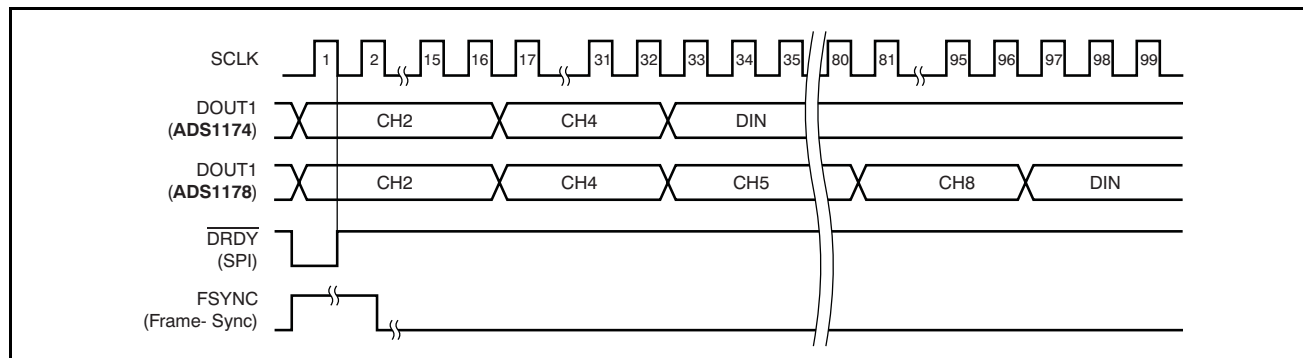 SCLK 1 2 15 16 17 31 32 33 34 35 80 81 95 96 97 98 99
DOUT1
(ADS1174) CH2 CH4 DIN
DOUT1
(ADS1178) CH2 CH4 CH5 CH8 DIN
DRDY
(SPI)
FSYNC
(Frame- Sync)